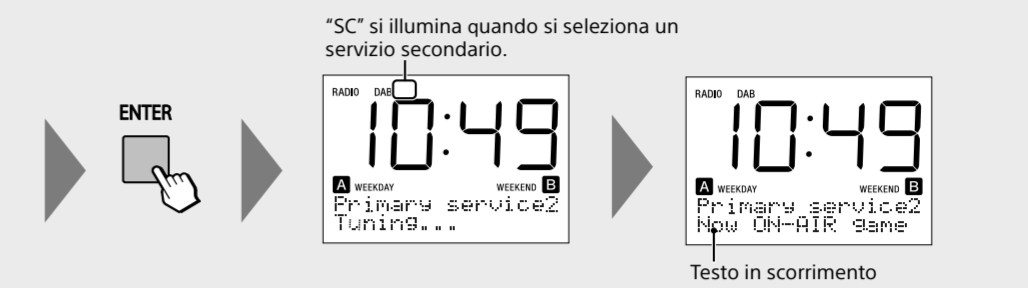 “SC” si illumina quando si seleziona un
servizio secondario.
ENTER
RADIO DAB
10:49
A WEEKDAY WEEKEND B
Primary service2
Tuning...
RADIO DAB
10:49
A WEEKDAY WEEKEND B
Primary service2
Now ON-AIR game
Testo in scorrimento